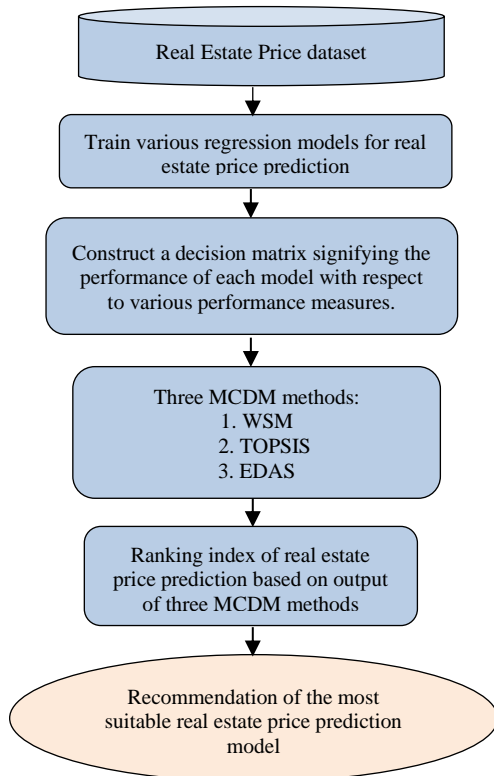 Real Estate Price dataset
Train various regression models for real
estate price prediction
Construct a decision matrix signifying the
performance of each model with respect
to various performance measures.
Three MCDM methods:
1. WSM
2. TOPSIS
3. EDAS
Ranking index of real estate
price prediction based on output
of three MCDM methods
Recommendation of the most
suitable real estate price prediction
model